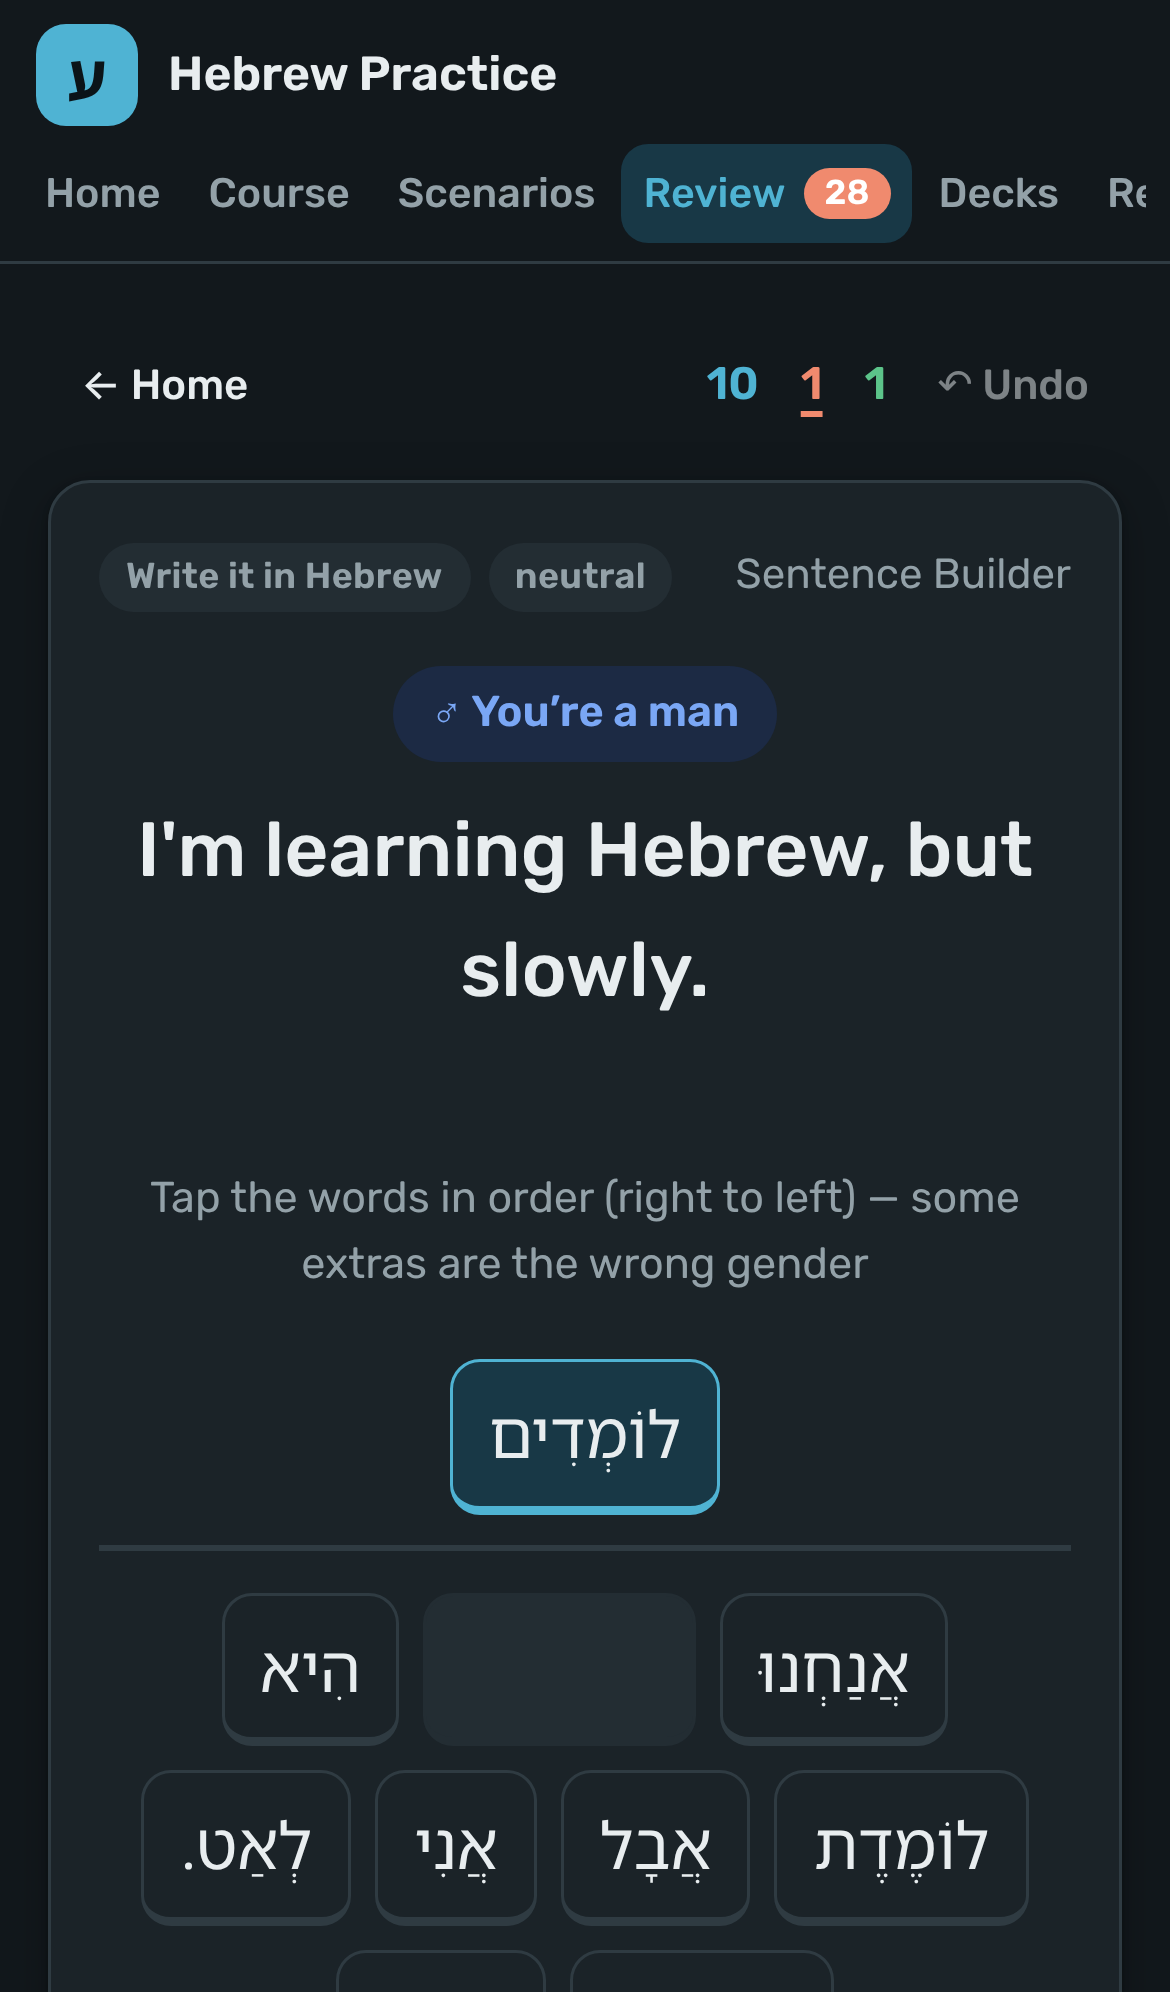 ע Hebrew Practice
Home Course Scenarios Review 28 Decks Re
← Home 10 1 1 ↶ Undo
Write it in Hebrew neutral Sentence Builder
♂ You’re a man
I'm learning Hebrew, but
slowly.
Tap the words in order (right to left) — some
extras are the wrong gender
לוֹמְדִים
אֲנַחְנוּ הִיא
לוֹמֶדֶת אֲבָל אֲנִי לְאַט.